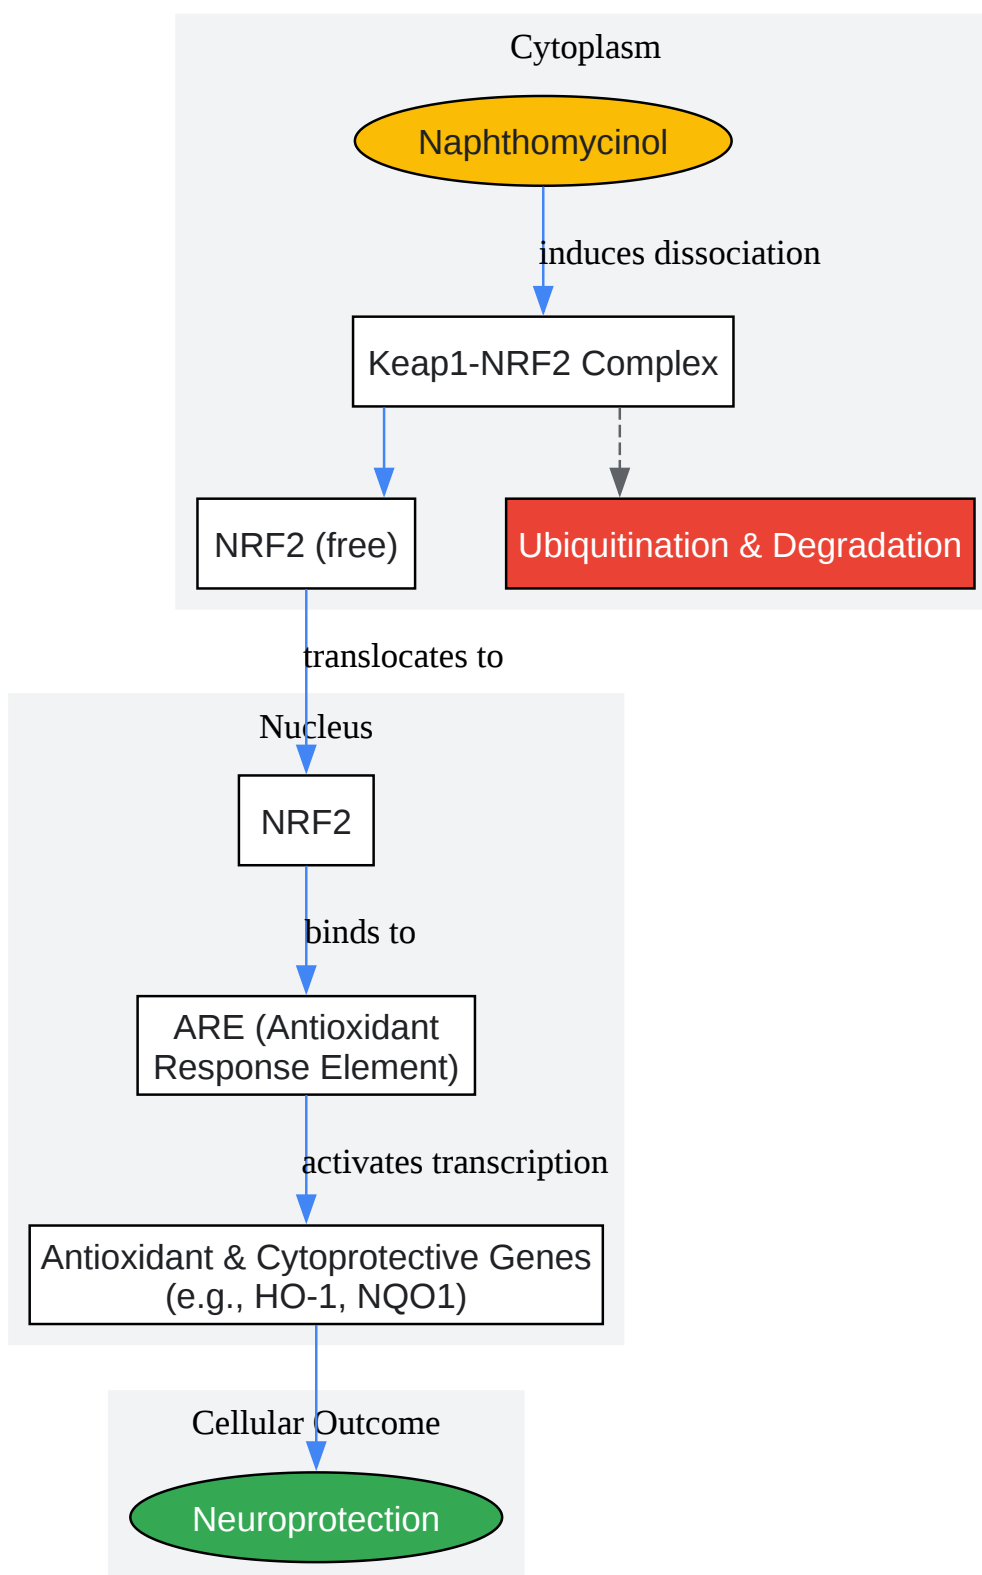 Cytoplasm
Naphthomycinol
induces dissociation
Keap1-NRF2 Complex
NRF2 (free)
Ubiquitination & Degradation
translocates to
Nucleus
NRF2
binds to
ARE (Antioxidant
Response Element)
activates transcription
Antioxidant & Cytoprotective Genes
(e.g., HO-1, NQO1)
Cellular Outcome
Neuroprotection